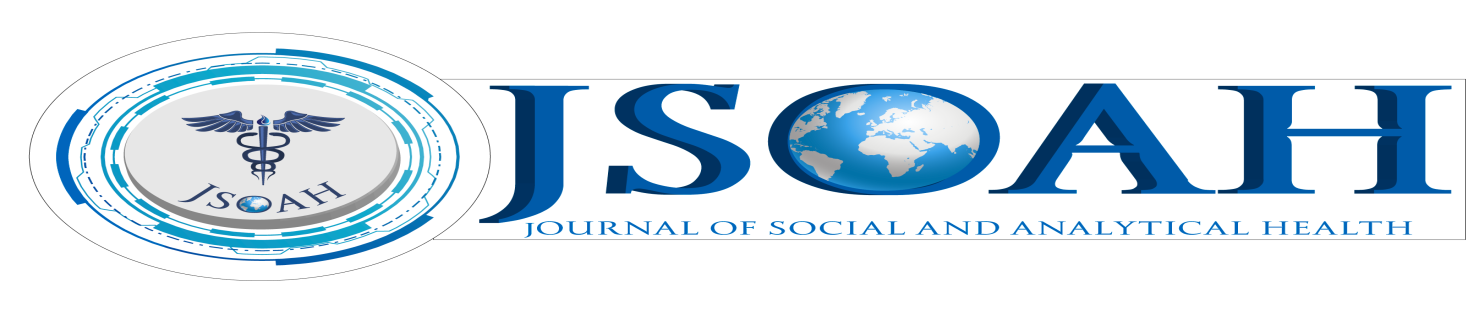 JSOAH
JSOAH
JOURNAL OF SOCIAL AND ANALYTICAL HEALTH